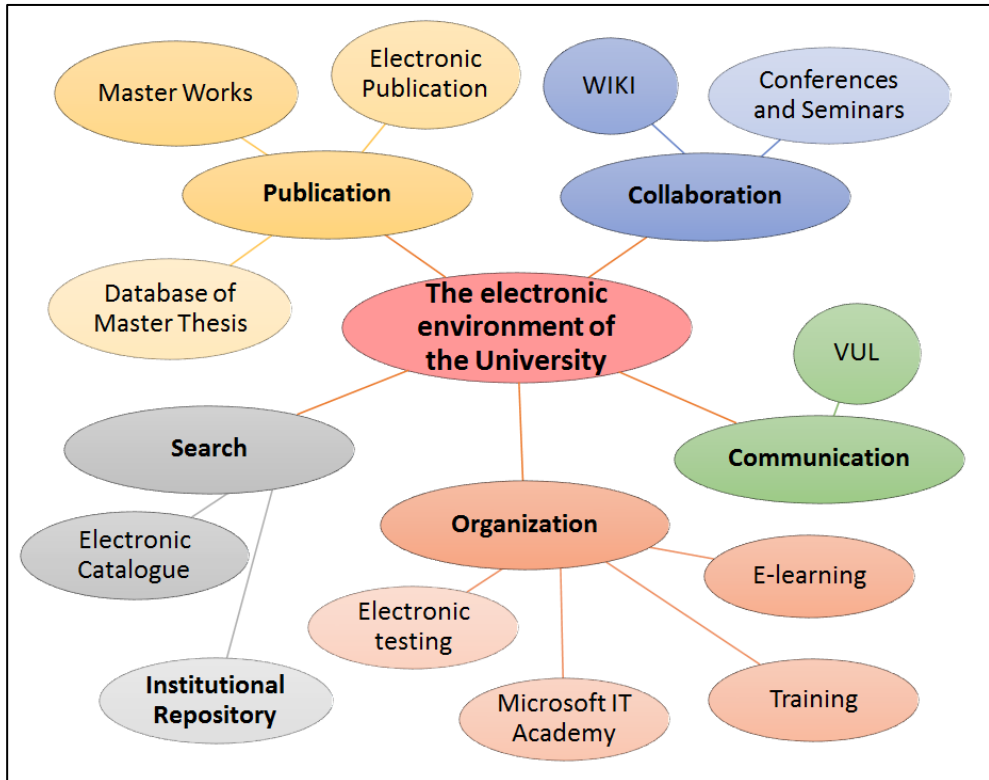 Master Works
Electronic
Publication
WIKI
Conferences
and Seminars
Publication
Collaboration
Database of
Master Thesis
The electronic
environment of
the University
VUL
Search
Communication
Organization
Electronic
Catalogue
E-learning
Electronic
testing
Institutional
Repository
Microsoft IT
Academy
Training